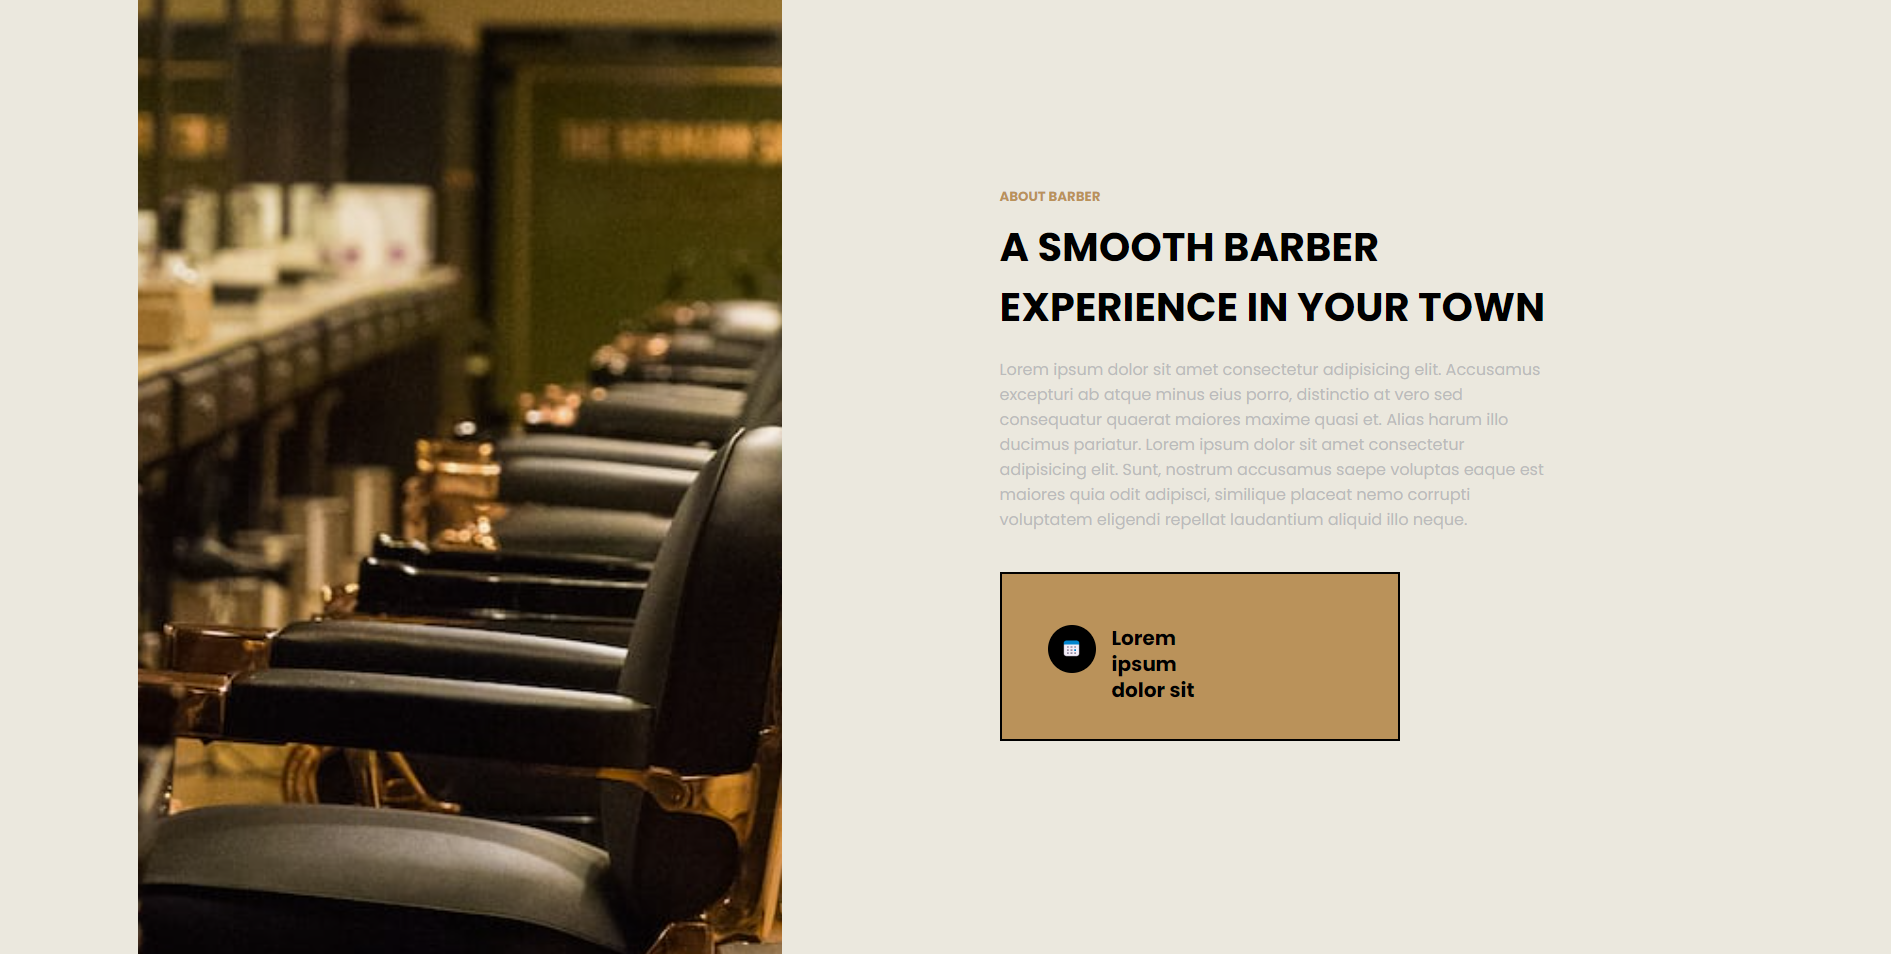 ABOUT BARBER
A SMOOTH BARBER
EXPERIENCE IN YOUR TOWN
Lorem ipsum dolor sit amet consectetur adipisicing elit. Accusamus
excepturi ab atque minus eius porro, distinctio at vero sed
consequatur quaerat maiores maxime quasi et. Alias harum illo
ducimus pariatur. Lorem ipsum dolor sit amet consectetur
adipisicing elit. Sunt, nostrum accusamus saepe voluptas eaque est
maiores quia odit adipisci, similique placeat nemo corrupti
voluptatem eligendi repellat laudantium aliquid illo neque.
Lorem
ipsum
dolor sit